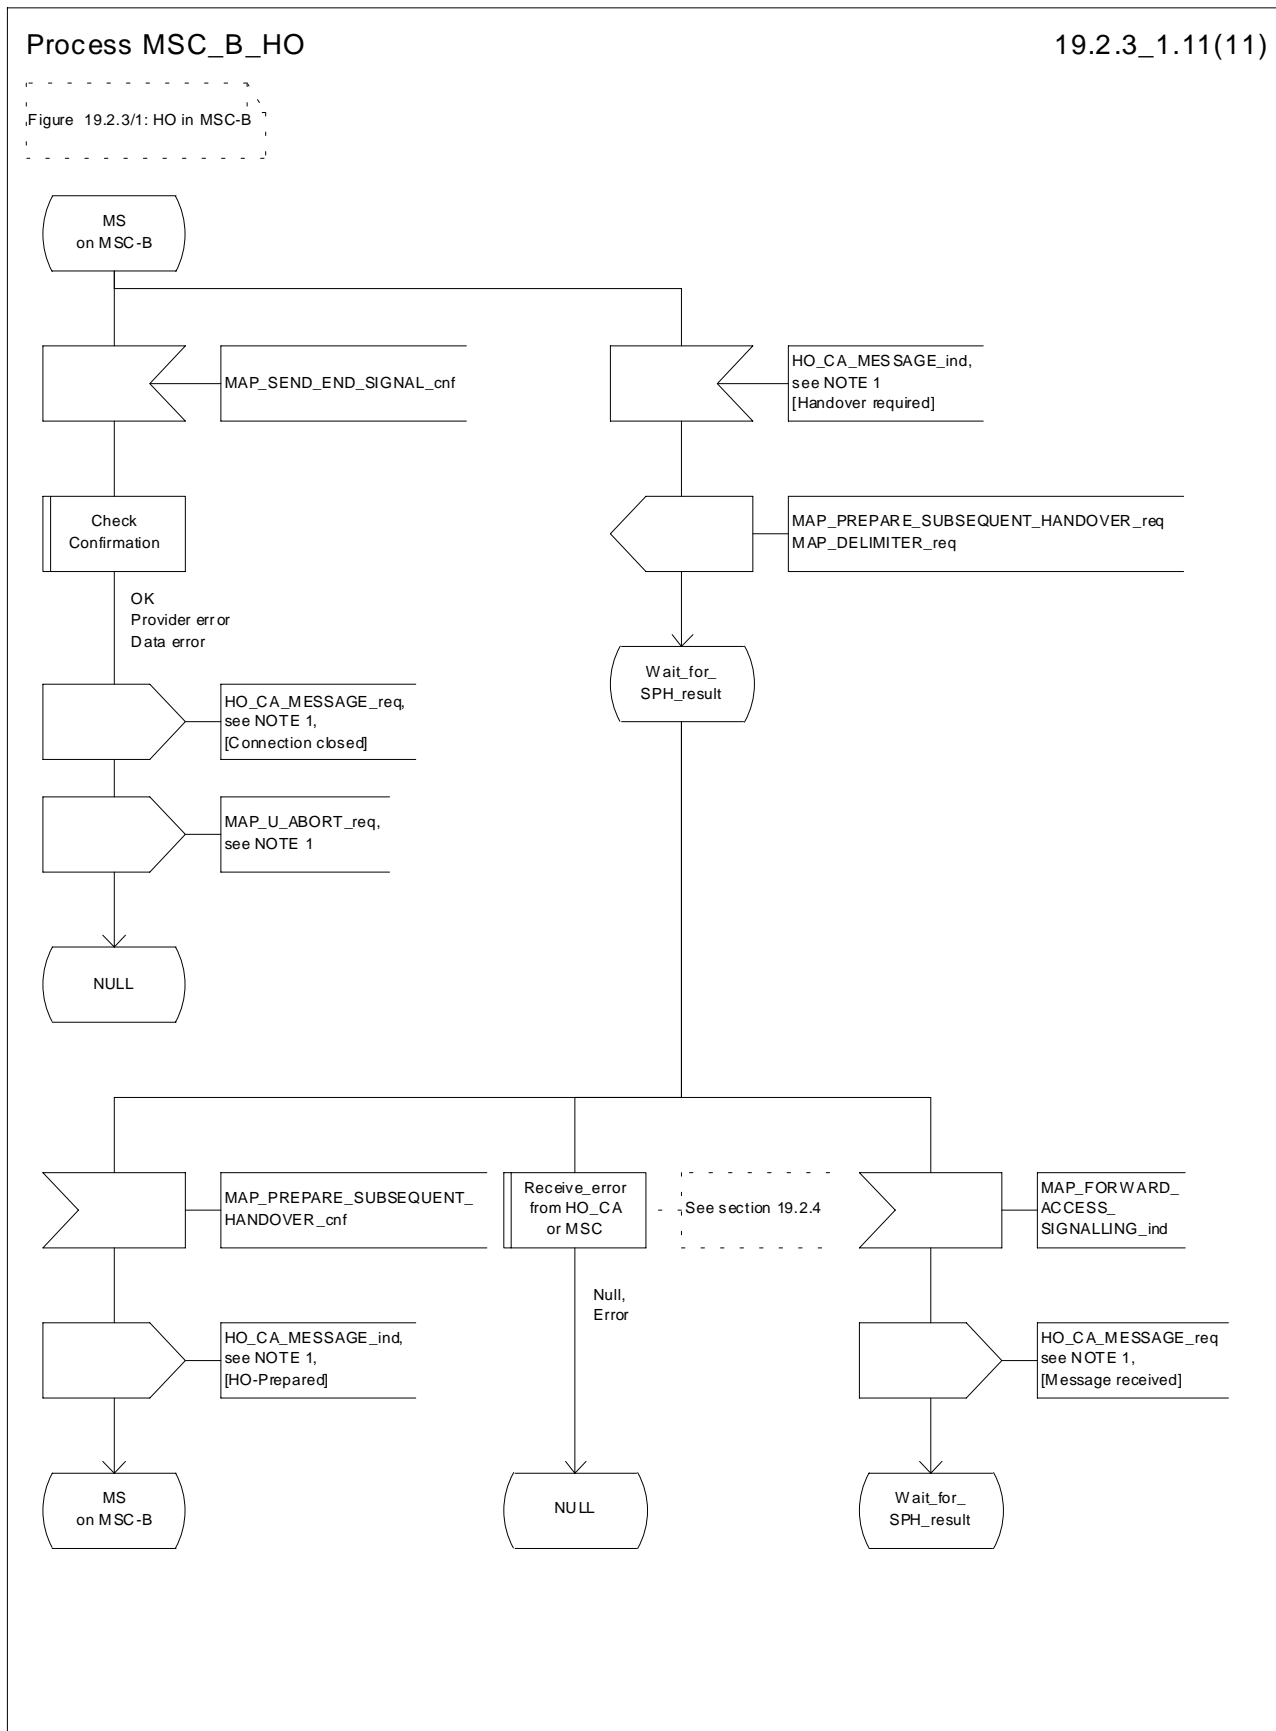 Process MSC_B_HO
19.2.3_1.11(11)
Figure 19.2.3/1: HO in MSC-B
MS
on MSC-B
MAP_SEND_END_SIGNAL_cnf
HO_CA_MESSAGE_ind,
see NOTE 1
[Handover required]
Check
Confirmation
MAP_PREPARE_SUBSEQUENT_HANDOVER_req
MAP_DELIMITER_req
OK
Provider error
Data error
Wait_for_
SPH_result
HO_CA_MESSAGE_req,
see NOTE 1,
[Connection closed]
MAP_U_ABORT_req,
see NOTE 1
NULL
MAP_PREPARE_SUBSEQUENT_
HANDOVER_cnf
Receive_error
from HO_CA
or MSC
See section 19.2.4
MAP_FORWARD_
ACCESS_
SIGNALLING_ind
Null,
Error
HO_CA_MESSAGE_ind,
see NOTE 1,
[HO-Prepared]
HO_CA_MESSAGE_req
see NOTE 1,
[Message received]
MS
on MSC-B
NULL
Wait_for_
SPH_result